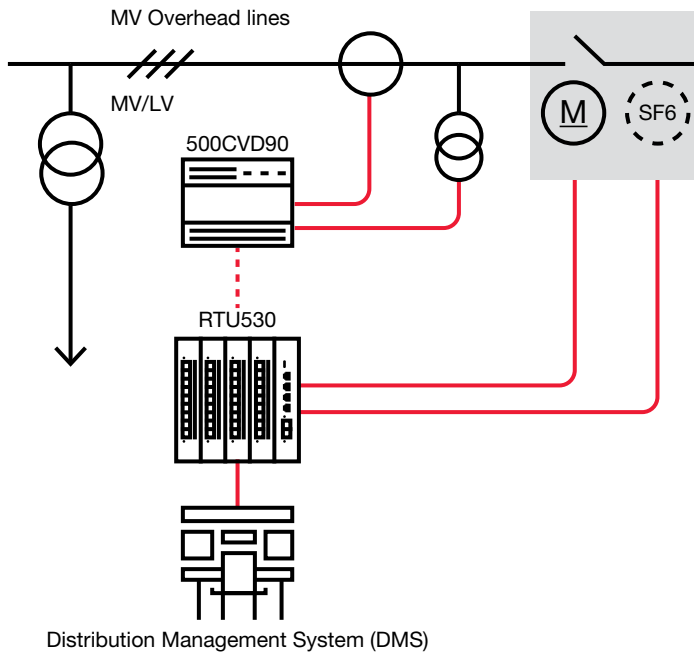 MV Overhead lines
MV/LV
500CVD90
M
SF6
RTU530
Distribution Management System (DMS)